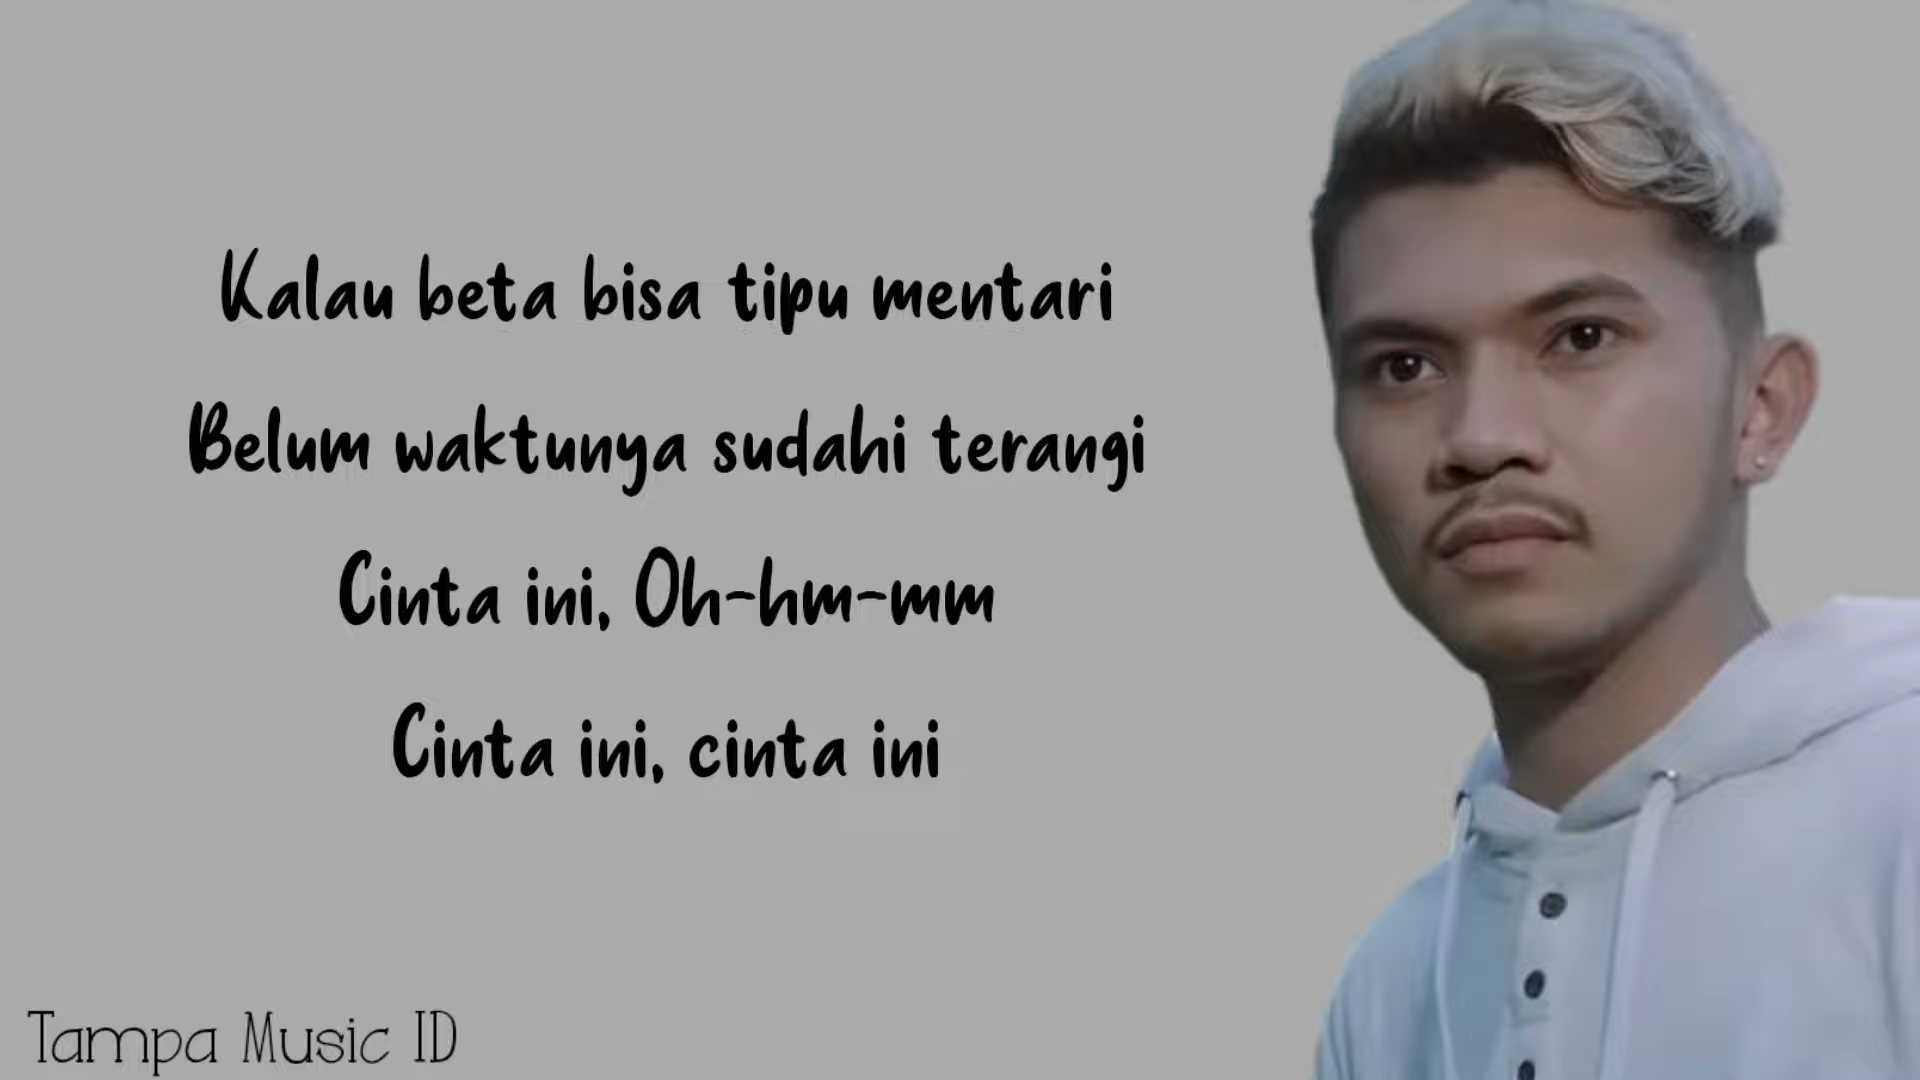 Kalau beta bisa tipu mentari
Belum waktunya sudahi terangi
Cinta ini, Oh-hm-mm
Cinta ini, cinta ini
Tampa Music ID